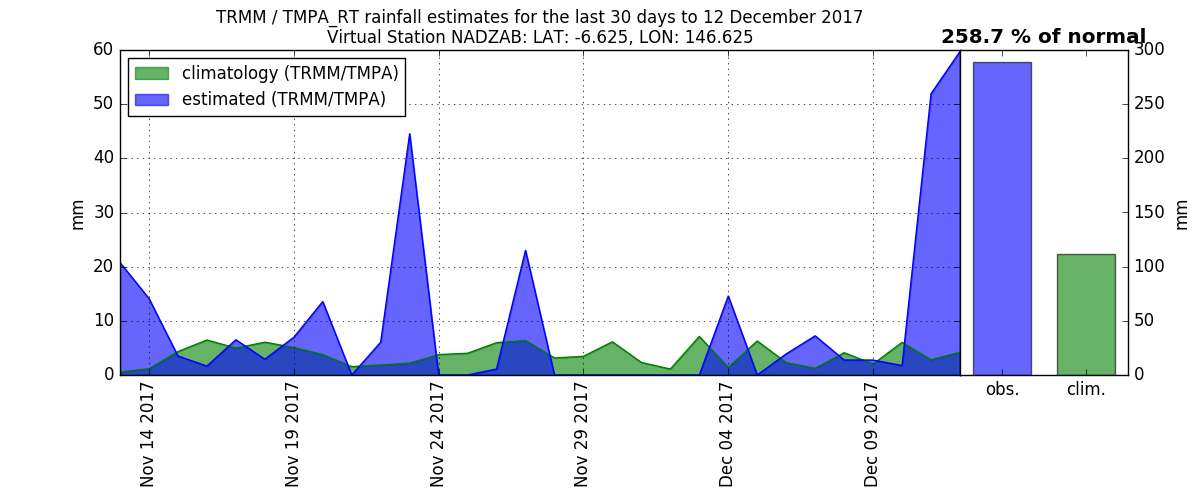 TRMM / TMPA_RT rainfall estimates for the last 30 days to 12 December 2017
Virtual Station NADZAB: LAT: -6.625, LON: 146.625
258.7 % of normal
climatology (TRMM/TMPA)
estimated (TRMM/TMPA)
60
50
40
30
20
10
0
mm
300
250
200
150
100
50
0
mm
Nov 14 2017
Nov 19 2017
Nov 24 2017
Nov 29 2017
Dec 04 2017
Dec 09 2017
obs.
clim.